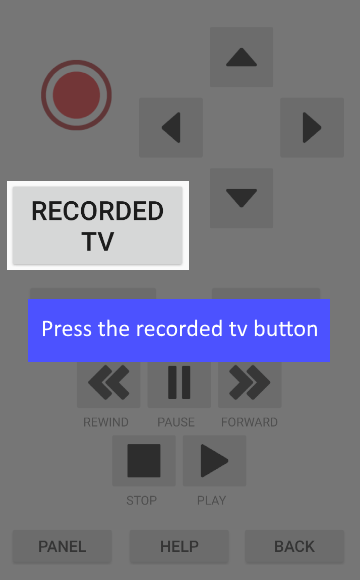 RECORDED
TV
Press the recorded tv button
REWIND
PAUSE
FORWARD
STOP
PLAY
PANEL
HELP
BACK